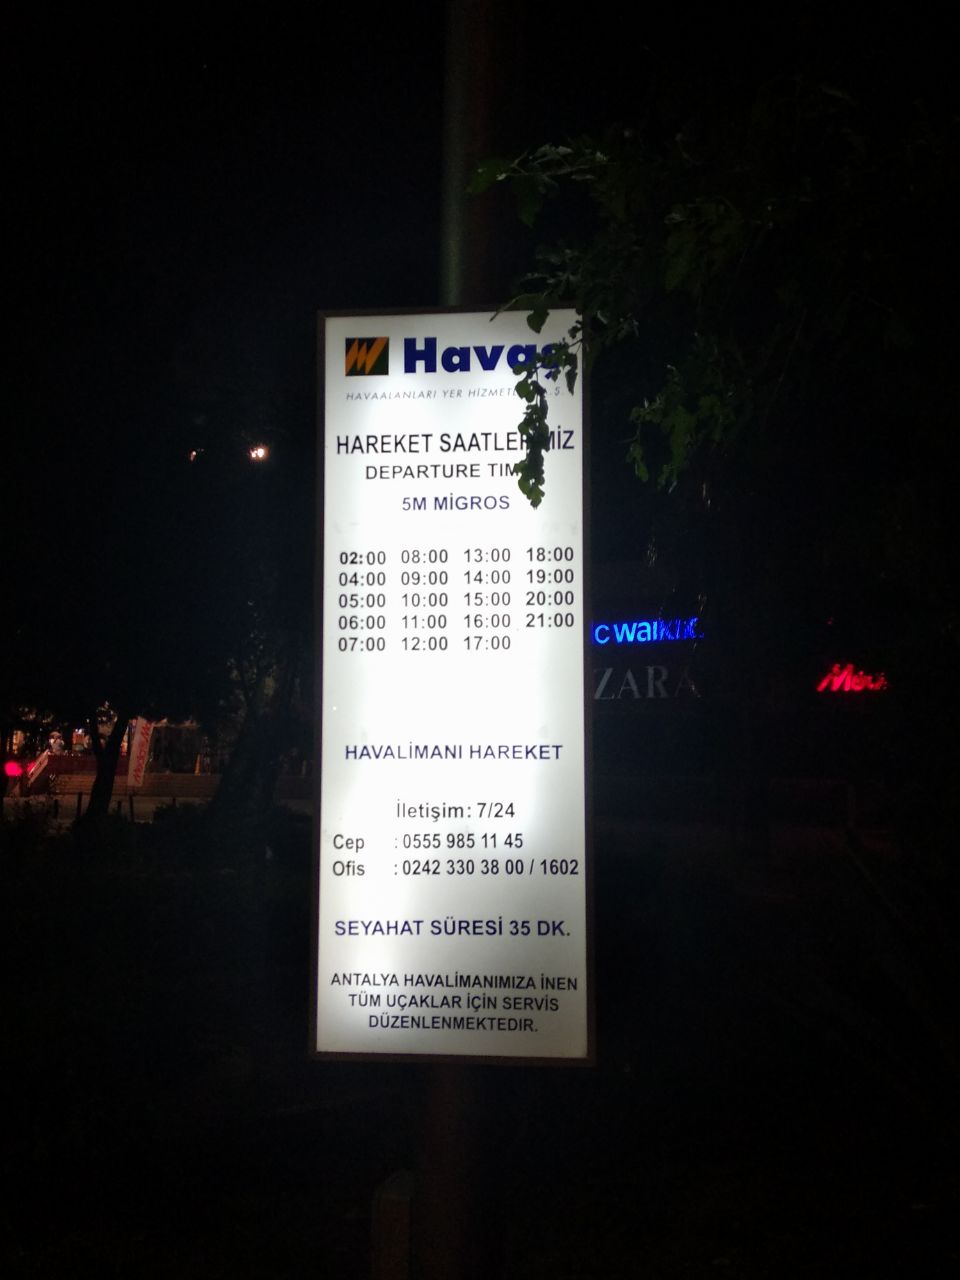 Havaş
HAVAALANLARI YER HİZMETLERİ A.Ş.
HAREKET SAATLERİMİZ
DEPARTURE TIM
5M MİGROS
02:00 08:00 13:00 18:00
04:00 09:00 14:00 19:00
05:00 10:00 15:00 20:00
06:00 11:00 16:00 21:00
07:00 12:00 17:00
HAVALİMANI HAREKET
İletişim: 7/24
Cep : 0555 985 11 45
Ofis : 0242 330 38 00 / 1602
SEYAHAT SÜRESİ 35 DK.
ANTALYA HAVALİMANIMIZA İNEN
TÜM UÇAKLAR İÇİN SERVİS
DÜZENLENMEKTEDIR.
ZARA